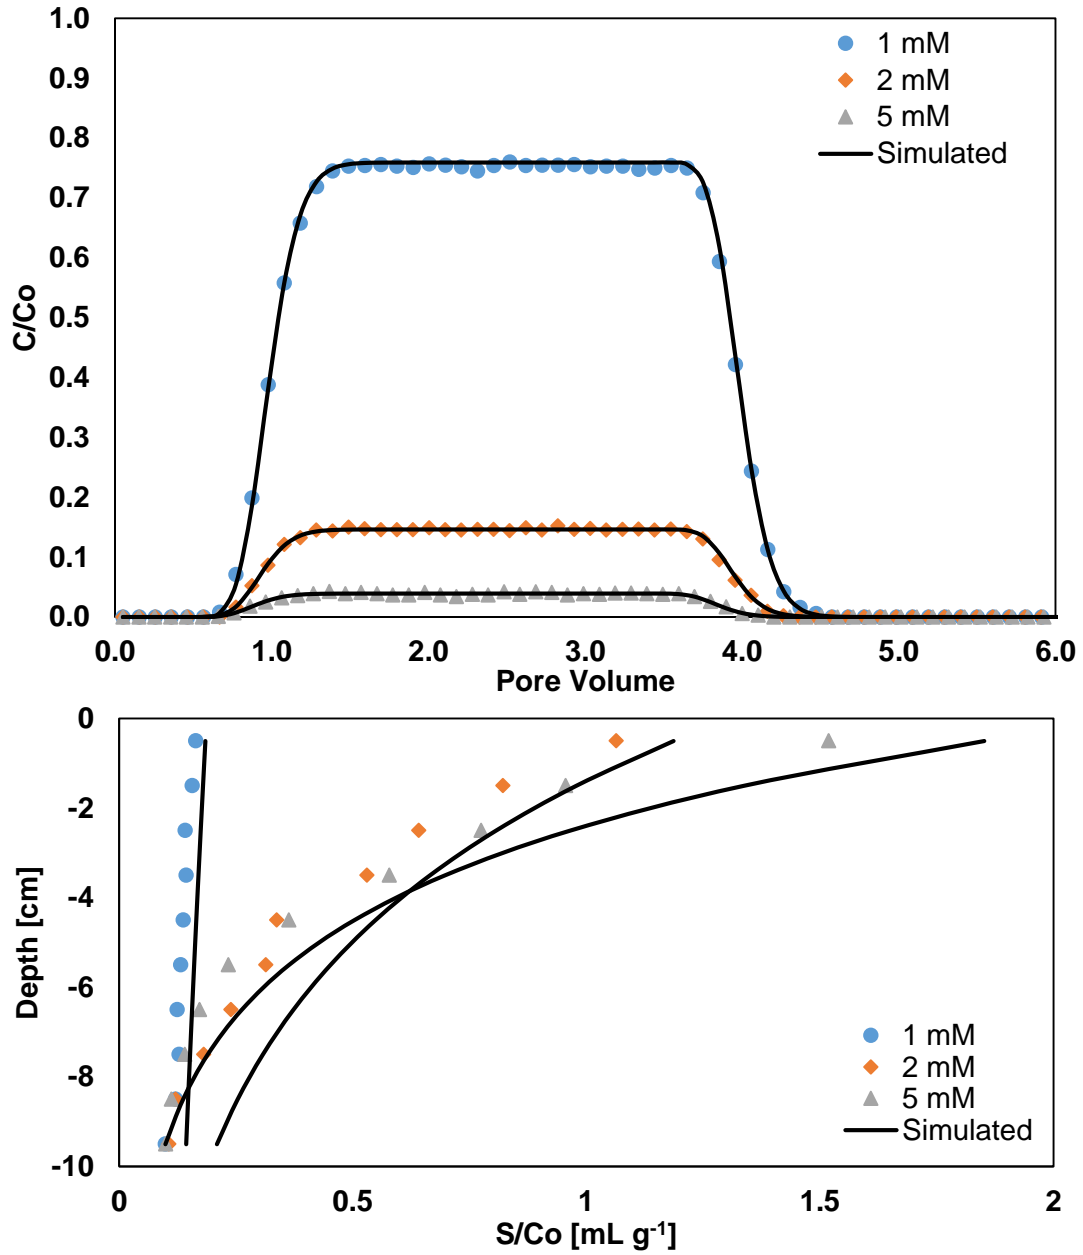 1.0
0.9
0.8
0.7
0.6
0.5
0.4
0.3
0.2
0.1
0.0
C/Co
1 mM
2 mM
5 mM
Simulated
0.0 1.0 2.0 3.0 4.0 5.0 6.0
Pore Volume
0
-2
-4
-6
-8
-10
Depth [cm]
1 mM
2 mM
5 mM
Simulated
0 0.5 1 1.5 2
S/Co [mL g⁻¹]